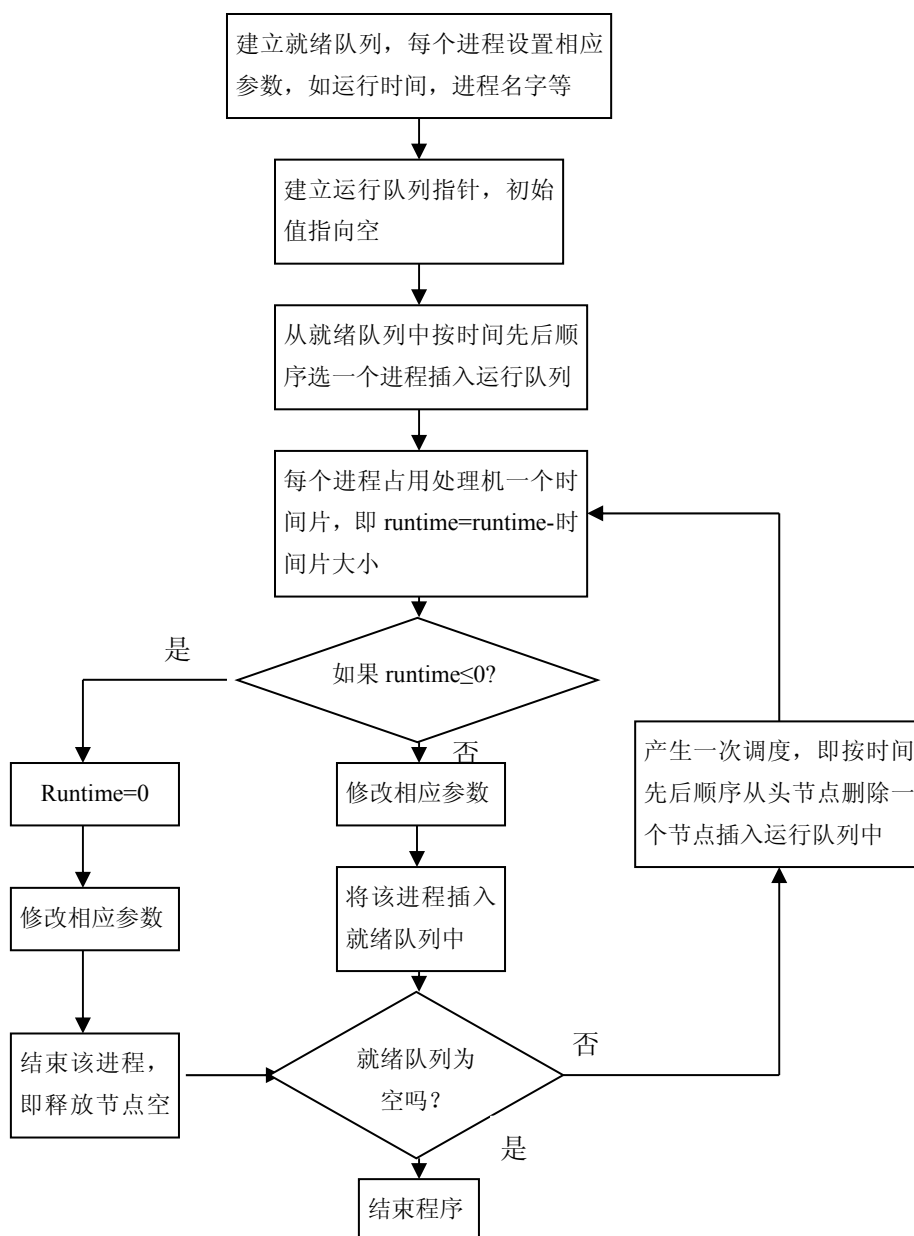 建立就绪队列，每个进程设置相应
参数，如运行时间，进程名字等
建立运行队列指针，初始
值指向空
从就绪队列中按时间先后顺
序选一个进程插入运行队列
每个进程占用处理机一个时
间片，即 runtime=runtime-时
间片大小
是
如果 runtime≤0?
否
Runtime=0
修改相应参数
产生一次调度，即按时间
先后顺序从头节点删除一
个节点插入运行队列中
修改相应参数
将该进程插入
就绪队列中
结束该进程，
即释放节点空
就绪队列为
空吗？
否
是
结束程序